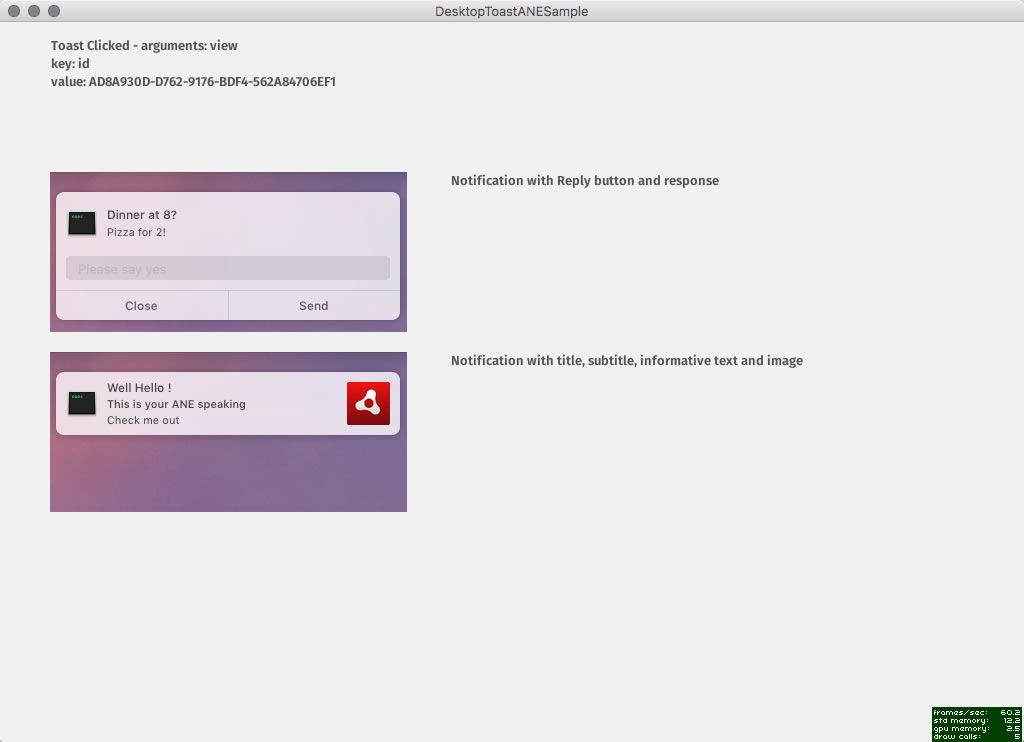 DesktopToastANESample
Toast Clicked - arguments: view
key: id
value: AD8A930D-D762-9176-BDF4-562A84706EF1
Notification with Reply button and response
Dinner at 8?
Pizza for 2!
Please say yes
Close Send
Notification with title, subtitle, informative text and image
Well Hello !
This is your ANE speaking
Check me out
frames/sec: 60.2
std memory: 12.2
gpu memory: 2.5
draw calls: 5